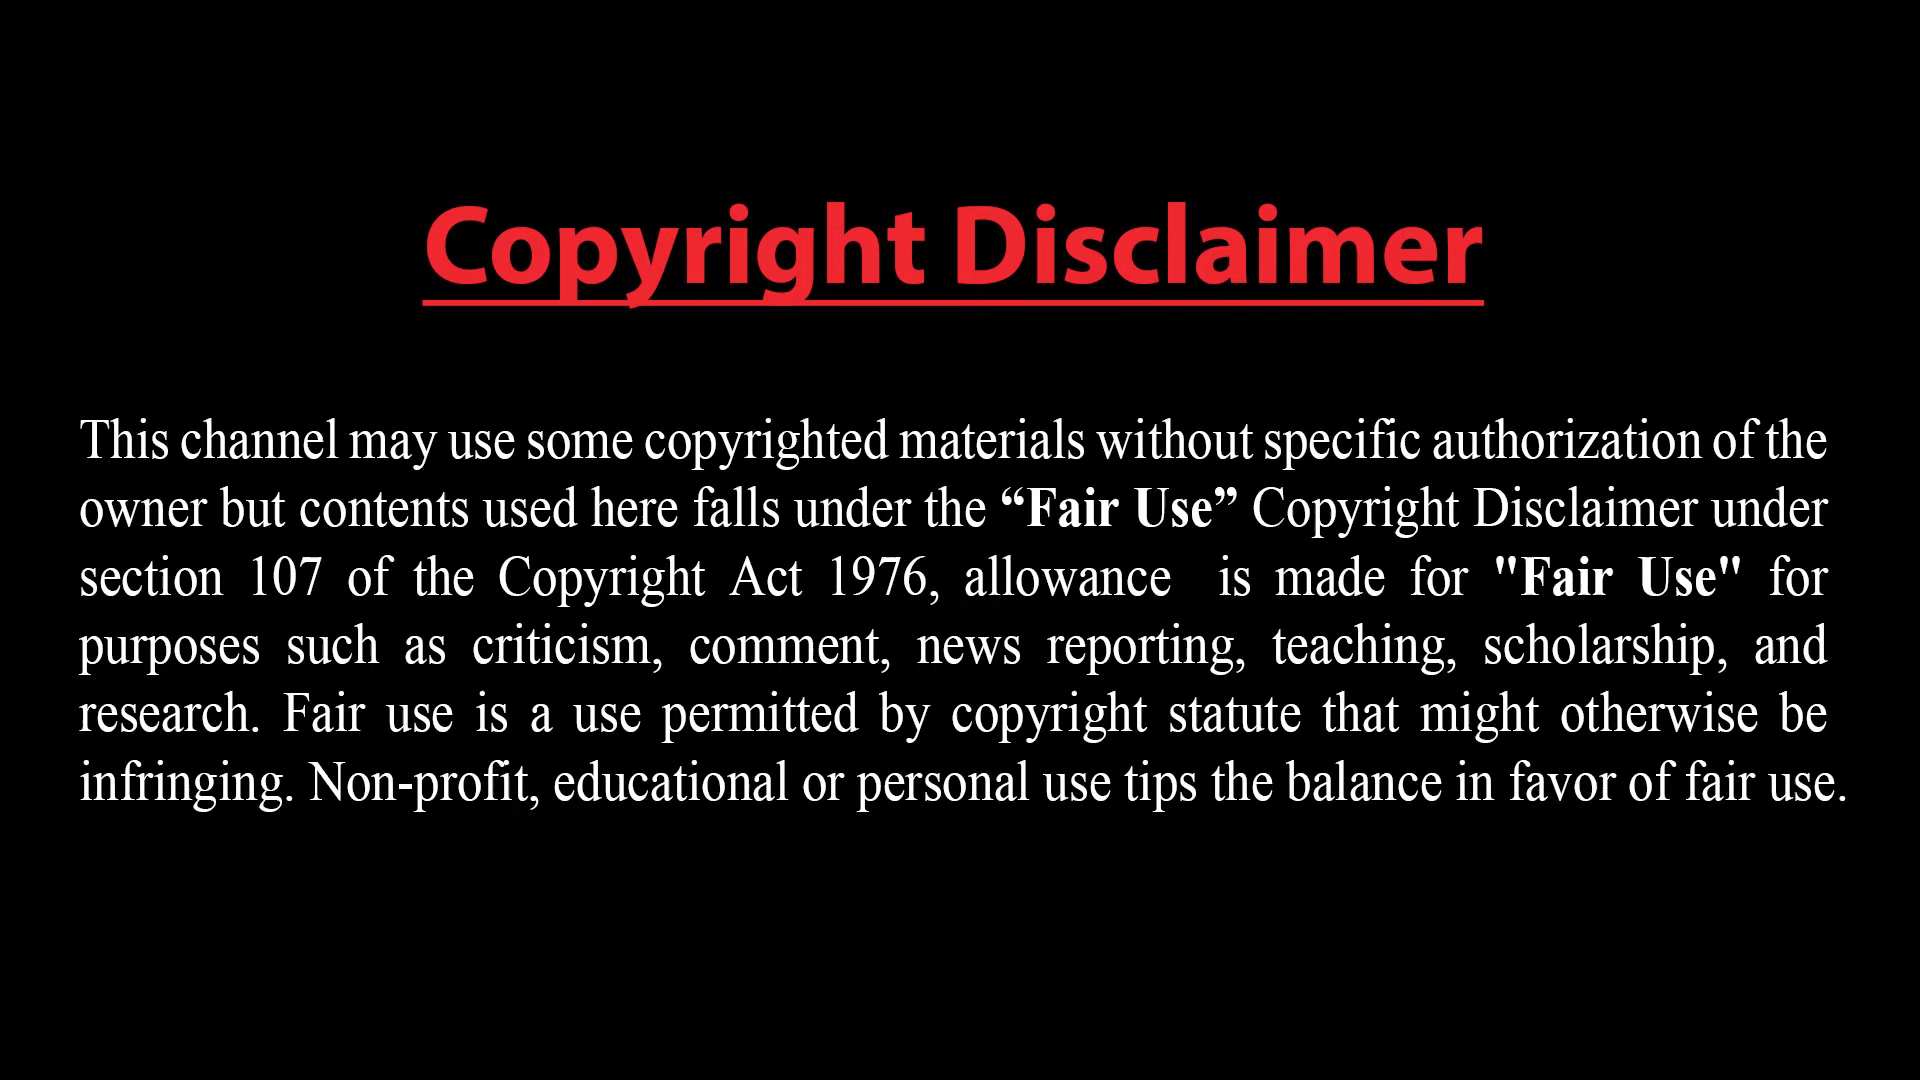 Copyright Disclaimer
This channel may use some copyrighted materials without specific authorization of the
owner but contents used here falls under the “Fair Use” Copyright Disclaimer under
section 107 of the Copyright Act 1976, allowance is made for "Fair Use" for
purposes such as criticism, comment, news reporting, teaching, scholarship, and
research. Fair use is a use permitted by copyright statute that might otherwise be
infringing. Non-profit, educational or personal use tips the balance in favor of fair use.